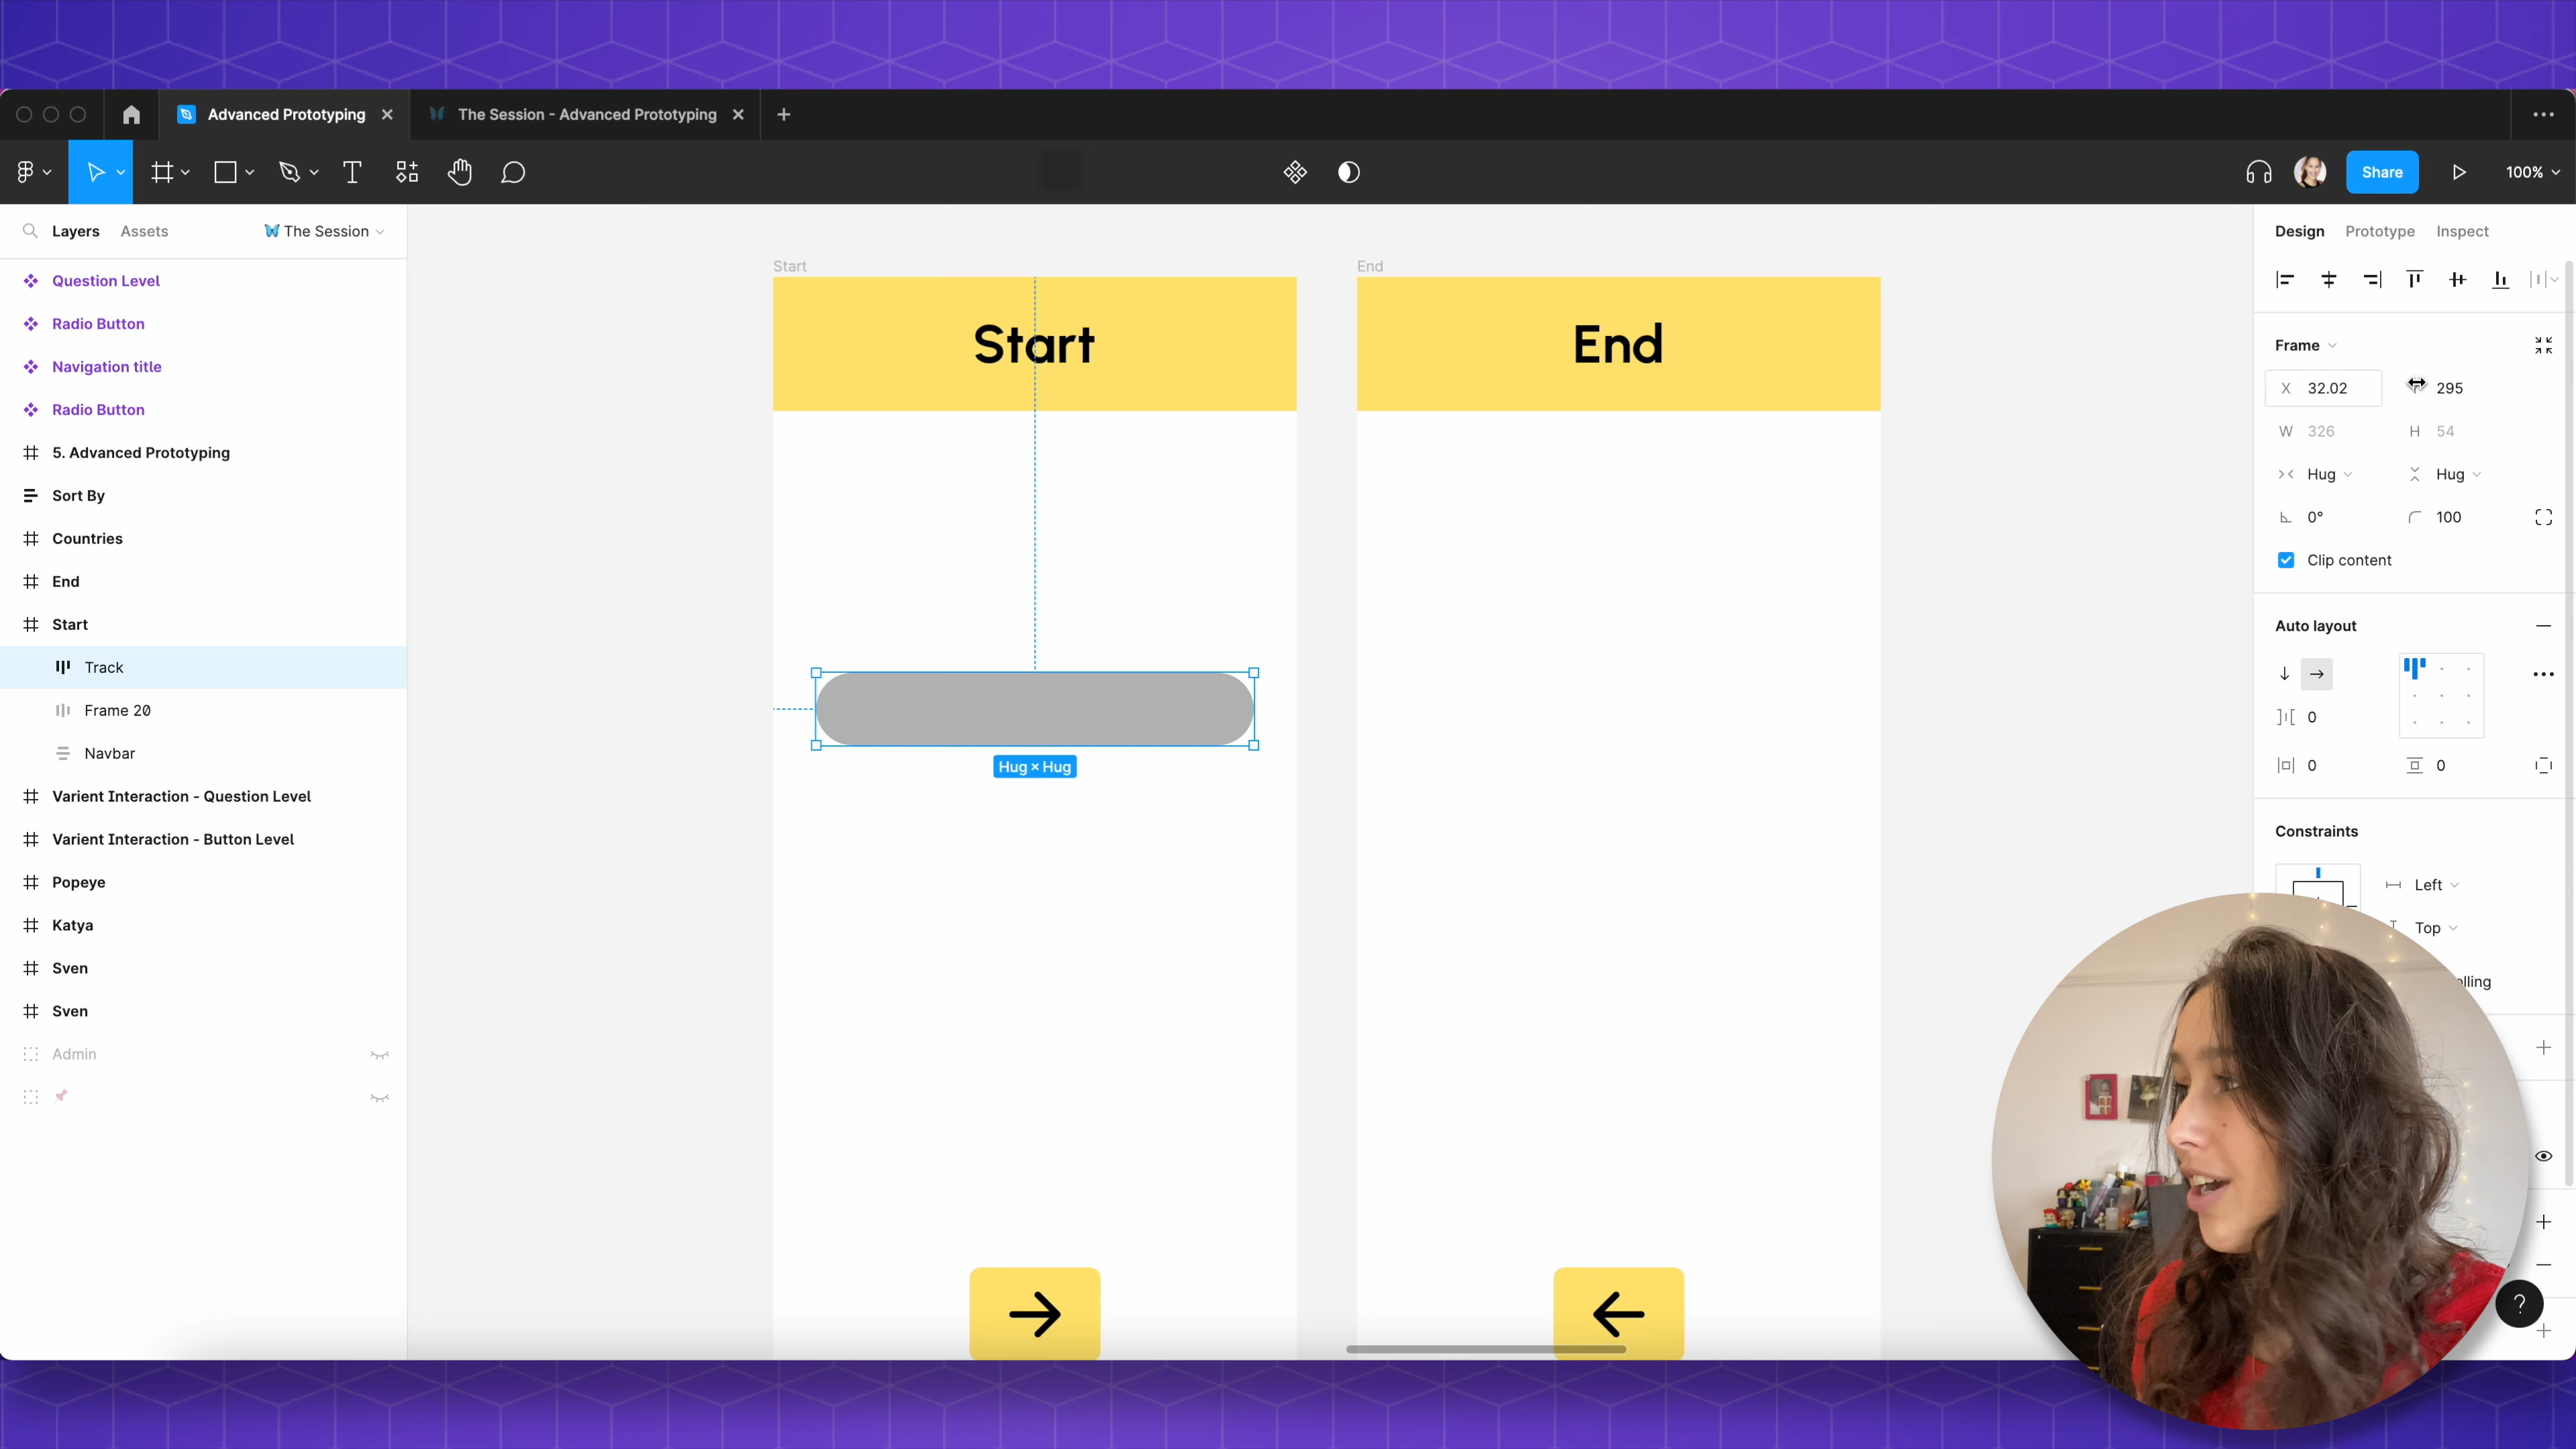 Advanced Prototyping
The Session - Advanced Prototyping
Share
100%
Layers
Assets
The Session
Question Level
Radio Button
Navigation title
Radio Button
5. Advanced Prototyping
Sort By
Countries
End
Start
Track
Frame 20
Navbar
Varient Interaction - Question Level
Varient Interaction - Button Level
Popeye
Katya
Sven
Sven
Admin
Start
Start
Hug × Hug
End
End
Design
Prototype
Inspect
Frame
X 32.02
295
W 326
H 54
Hug
Hug
0°
100
Clip content
Auto layout
0
0
0
Constraints
Left
Top
lling
?